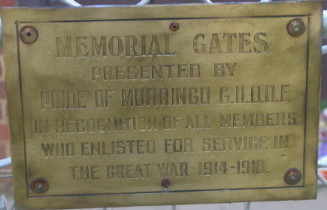 MEMORIAL GATES
PRESENTED BY
PRIDE OF MURRINGO G.U.O.O.F.
IN RECOGNITION OF ALL MEMBERS
WHO ENLISTED FOR SERVICE IN
THE GREAT WAR 1914-1918.